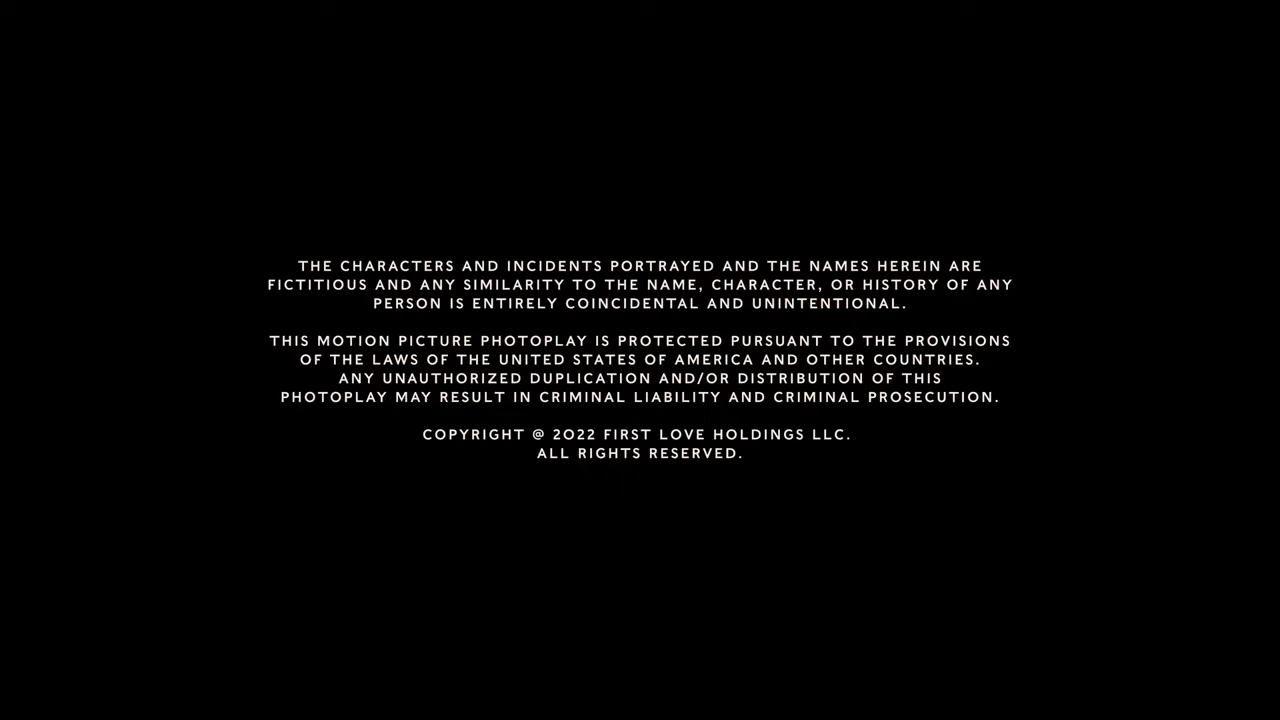 THE CHARACTERS AND INCIDENTS PORTRAYED AND THE NAMES HEREIN ARE
FICTITIOUS AND ANY SIMILARITY TO THE NAME, CHARACTER, OR HISTORY OF ANY
PERSON IS ENTIRELY COINCIDENTAL AND UNINTENTIONAL.
THIS MOTION PICTURE PHOTOPLAY IS PROTECTED PURSUANT TO THE PROVISIONS
OF THE LAWS OF THE UNITED STATES OF AMERICA AND OTHER COUNTRIES.
ANY UNAUTHORIZED DUPLICATION AND/OR DISTRIBUTION OF THIS
PHOTOPLAY MAY RESULT IN CRIMINAL LIABILITY AND CRIMINAL PROSECUTION.
COPYRIGHT @ 2022 FIRST LOVE HOLDINGS LLC.
ALL RIGHTS RESERVED.